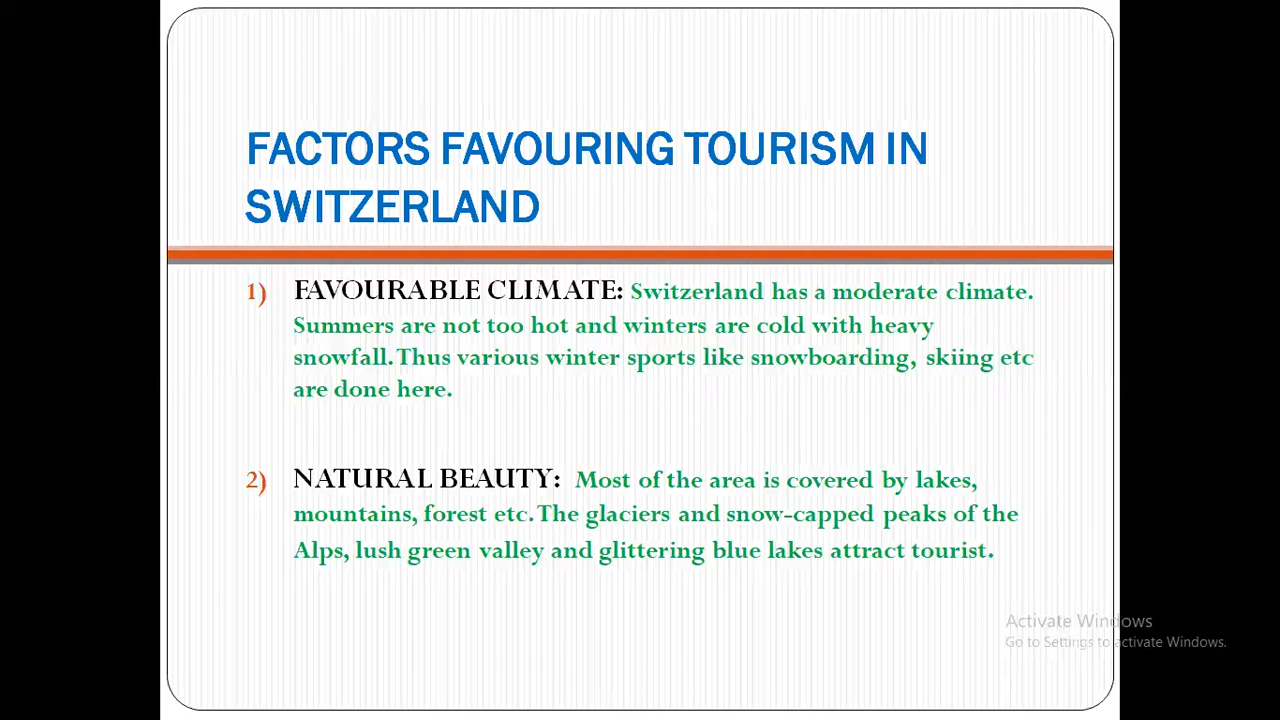 FACTORS FAVOURING TOURISM IN
SWITZERLAND
1) FAVOURABLE CLIMATE: Switzerland has a moderate climate.
Summers are not too hot and winters are cold with heavy
snowfall. Thus various winter sports like snowboarding, skiing etc
are done here.
2) NATURAL BEAUTY: Most of the area is covered by lakes,
mountains, forest etc. The glaciers and snow-capped peaks of the
Alps, lush green valley and glittering blue lakes attract tourist.
Activate Windows
Go to Settings to activate Windows.